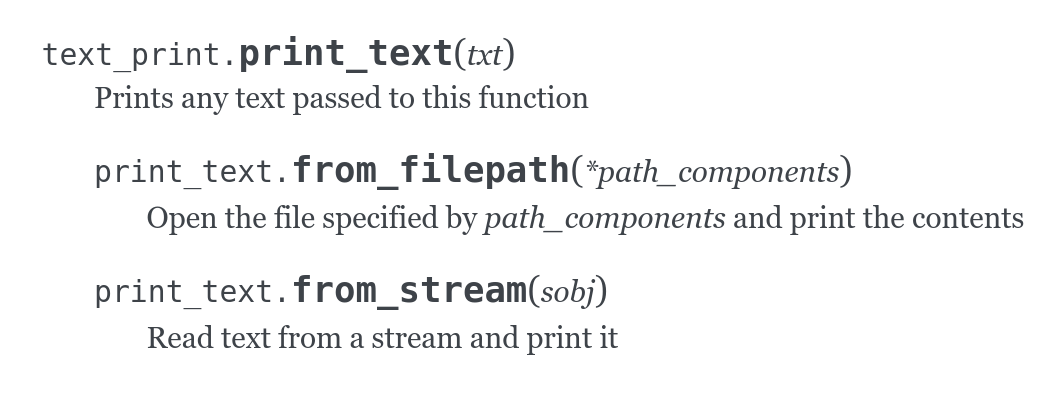 text_print.print_text(txt)
Prints any text passed to this function
print_text.from_filepath(*path_components)
Open the file specified by path_components and print the contents
print_text.from_stream(sobj)
Read text from a stream and print it